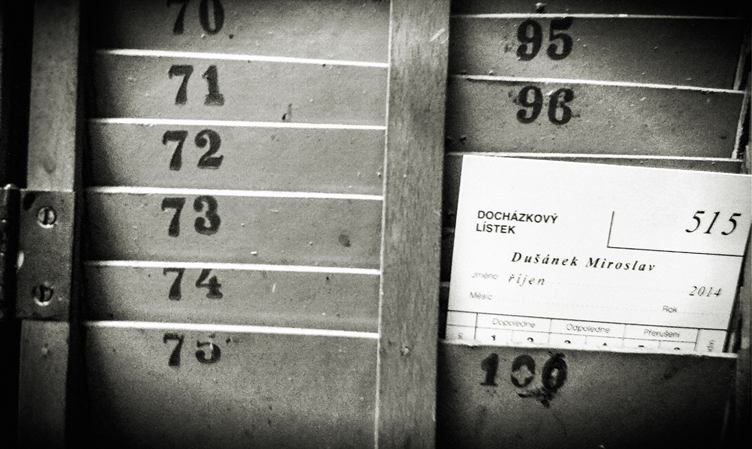 70
71
72
73
74
75
95
96
DOCHÁZKOVÝ
LÍSTEK
515
Dušánek Miroslav
Jméno říjen
Měsíc
2014
Rok
Dopoledne Odpoledne Přerušení
100